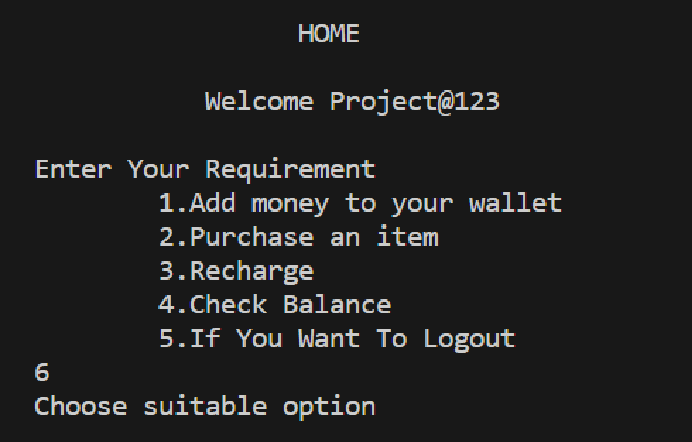 HOME
Welcome Project@123
Enter Your Requirement
1.Add money to your wallet
2.Purchase an item
3.Recharge
4.Check Balance
5.If You Want To Logout
6
Choose suitable option